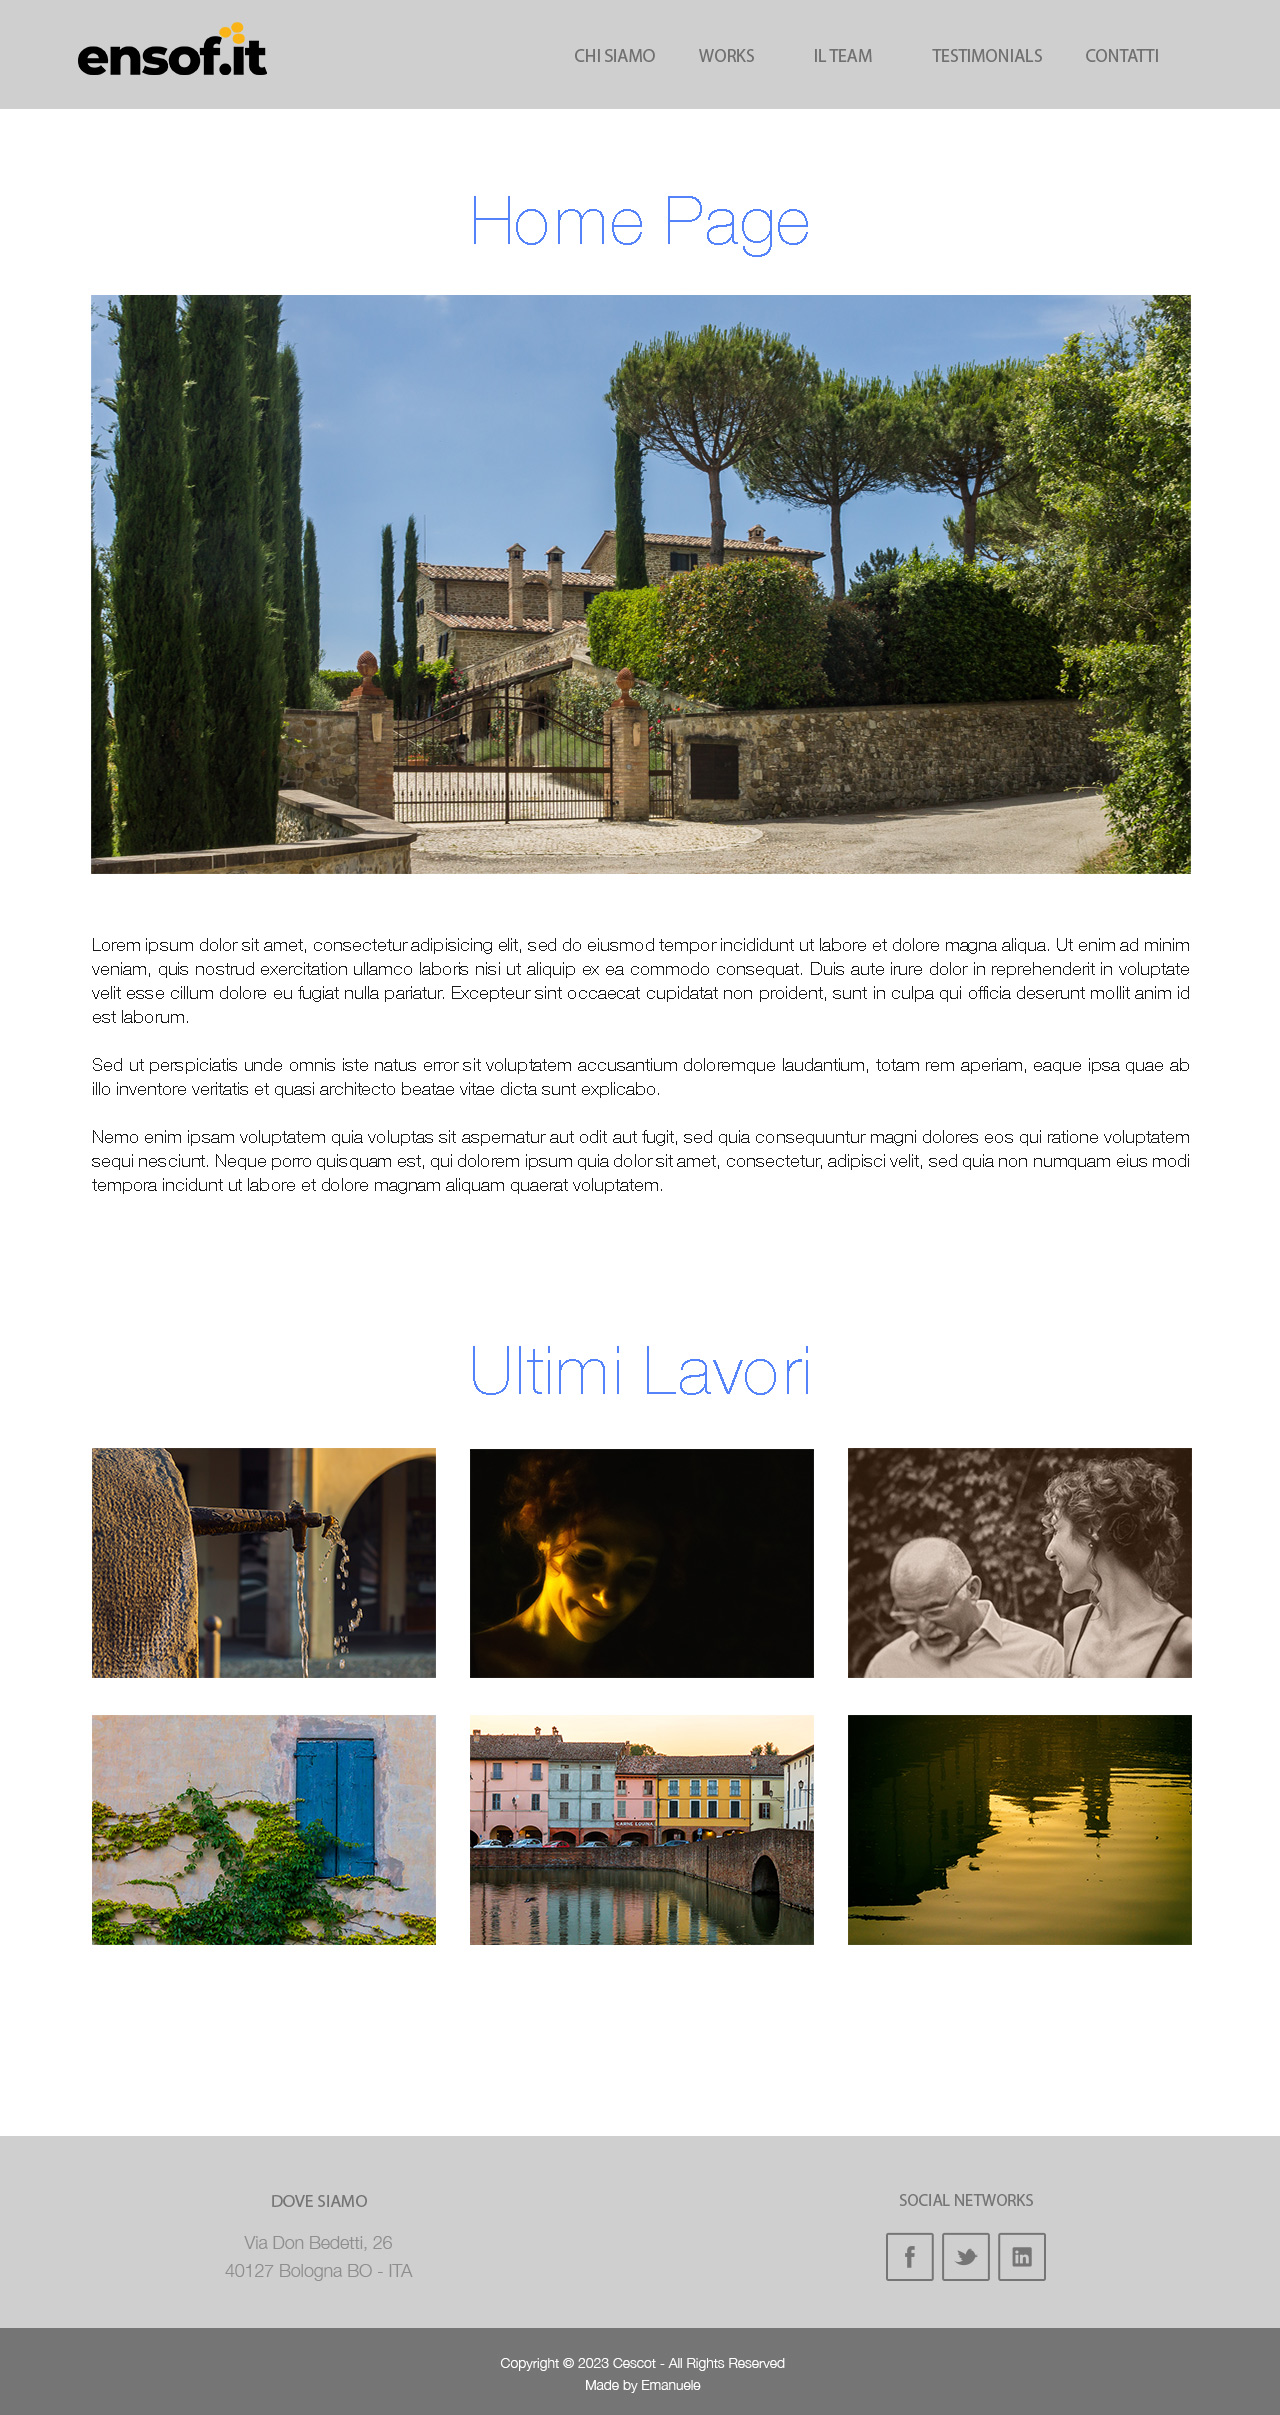 ensof.it
CHI SIAMO WORKS IL TEAM TESTIMONIALS CONTATTI
Home Page
Lorem ipsum dolor sit amet, consectetur adipisicing elit, sed do eiusmod tempor incididunt ut labore et dolore magna aliqua. Ut enim ad minim
veniam, quis nostrud exercitation ullamco laboris nisi ut aliquip ex ea commodo consequat. Duis aute irure dolor in reprehenderit in voluptate
velit esse cillum dolore eu fugiat nulla pariatur. Excepteur sint occaecat cupidatat non proident, sunt in culpa qui officia deserunt mollit anim id
est laborum.
Sed ut perspiciatis unde omnis iste natus error sit voluptatem accusantium doloremque laudantium, totam rem aperiam, eaque ipsa quae ab
illo inventore veritatis et quasi architecto beatae vitae dicta sunt explicabo.
Nemo enim ipsam voluptatem quia voluptas sit aspernatur aut odit aut fugit, sed quia consequuntur magni dolores eos qui ratione voluptatem
sequi nesciunt. Neque porro quisquam est, qui dolorem ipsum quia dolor sit amet, consectetur, adipisci velit, sed quia non numquam eius modi
tempora incidunt ut labore et dolore magnam aliquam quaerat voluptatem.
Ultimi Lavori
CARNE EQUINA
DOVE SIAMO
Via Don Bedetti, 26
40127 Bologna BO - ITA
SOCIAL NETWORKS
Copyright © 2023 Cescot - All Rights Reserved
Made by Emanuele